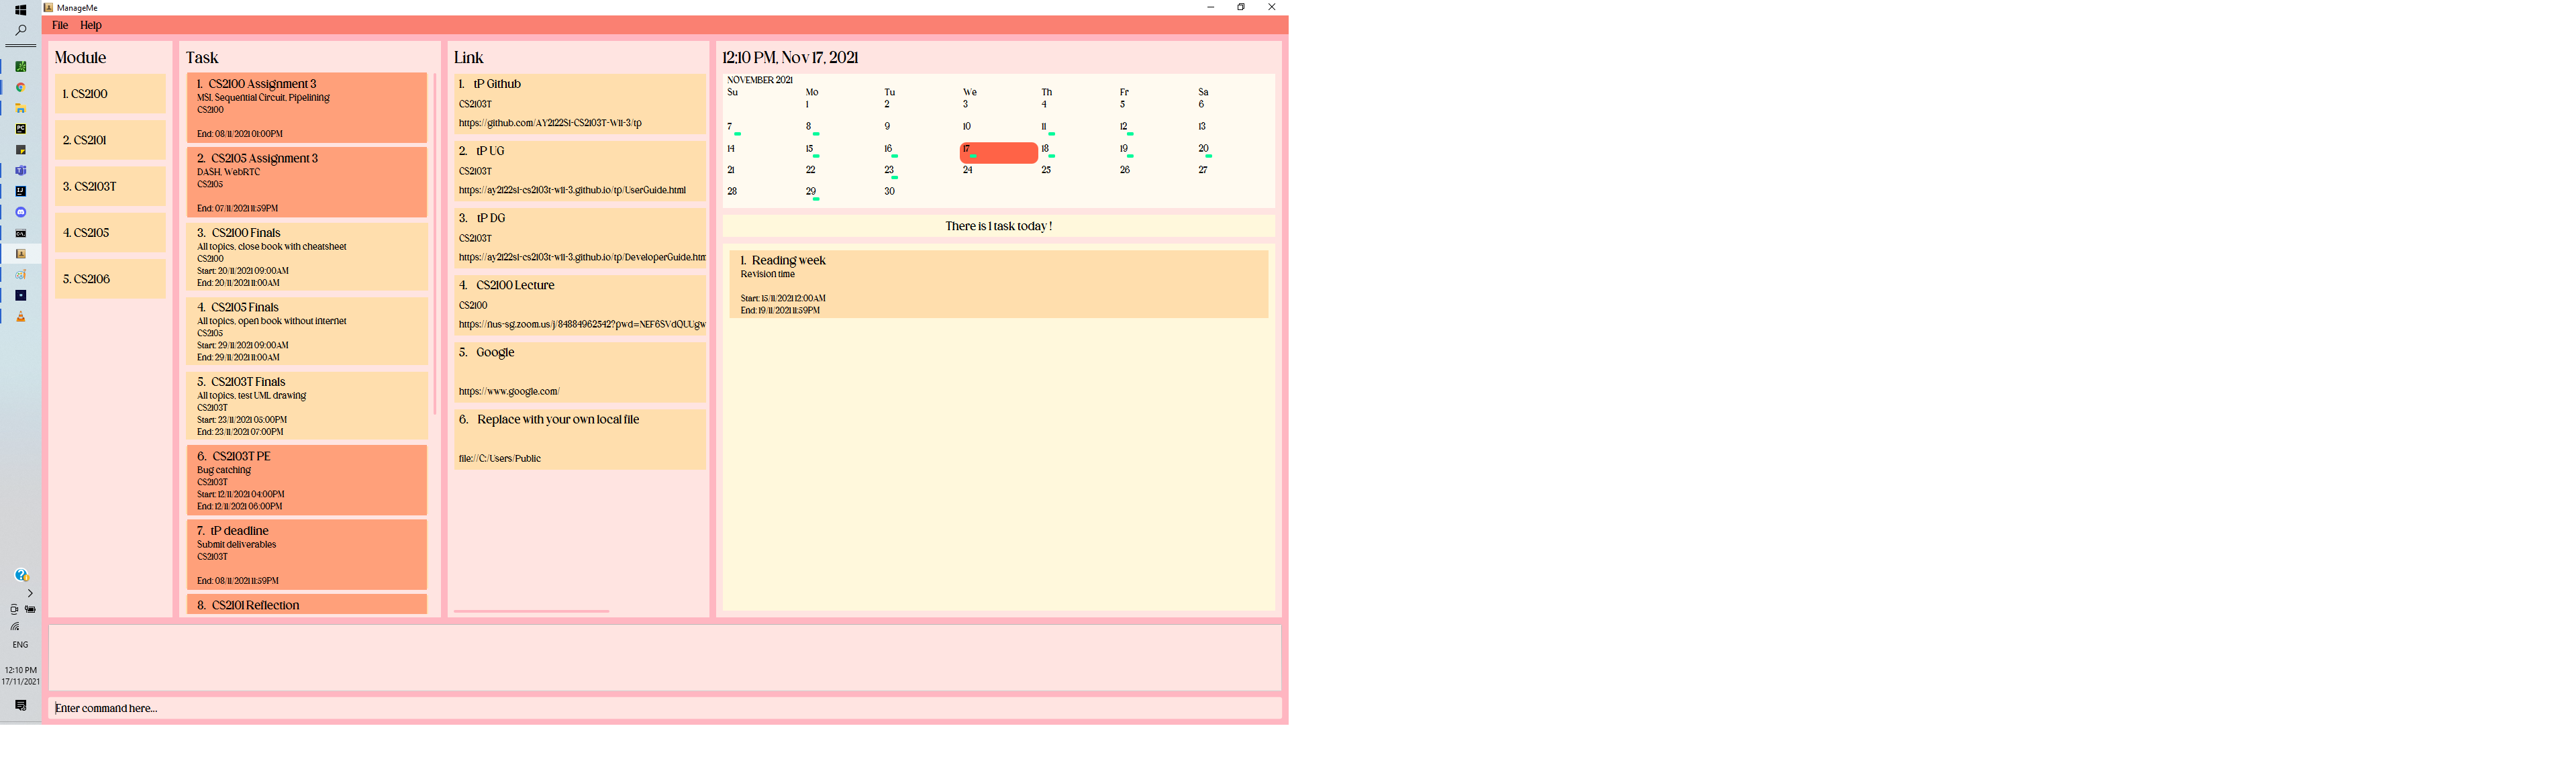 ManageMe
File Help
Module
1. CS2100
2. CS2101
3. CS2103T
4. CS2105
5. CS2106
Task
1. CS2100 Assignment 3
MSI, Sequential Circuit, Pipelining
CS2100
End: 08/11/2021 01:00PM
2. CS2105 Assignment 3
DASH, WebRTC
CS2105
End: 07/11/2021 11:59PM
3. CS2100 Finals
All topics, close book with cheatsheet
CS2100
Start: 20/11/2021 09:00AM
End: 20/11/2021 11:00AM
4. CS2105 Finals
All topics, open book without internet
CS2105
Start: 29/11/2021 09:00AM
End: 29/11/2021 11:00AM
5. CS2103T Finals
All topics, test UML drawing
CS2103T
Start: 23/11/2021 05:00PM
End: 23/11/2021 07:00PM
6. CS2103T PE
Bug catching
CS2103T
Start: 12/11/2021 04:00PM
End: 12/11/2021 06:00PM
7. tP deadline
Submit deliverables
CS2103T
End: 08/11/2021 11:59PM
8. CS2101 Reflection
Link
1. tP Github
CS2103T
https://github.com/AY2122S1-CS2103T-W11-3/tp
2. tP UG
CS2103T
https://ay2122s1-cs2103t-w11-3.github.io/tp/UserGuide.html
3. tP DG
CS2103T
https://ay2122s1-cs2103t-w11-3.github.io/tp/DeveloperGuide.htm
4. CS2100 Lecture
CS2100
https://nus-sg.zoom.us/j/84884962542?pwd=NEF6SVdQUUgw
5. Google
https://www.google.com/
6. Replace with your own local file
file://C:/Users/Public
12:10 PM, Nov 17, 2021
NOVEMBER 2021
Su Mo Tu We Th Fr Sa
1 2 3 4 5 6
7 8 9 10 11 12 13
14 15 16 17 18 19 20
21 22 23 24 25 26 27
28 29 30
There is 1 task today !
1. Reading week
Revision time
Start: 15/11/2021 12:00AM
End: 19/11/2021 11:59PM
Enter command here...
ENG
12:10 PM
17/11/2021